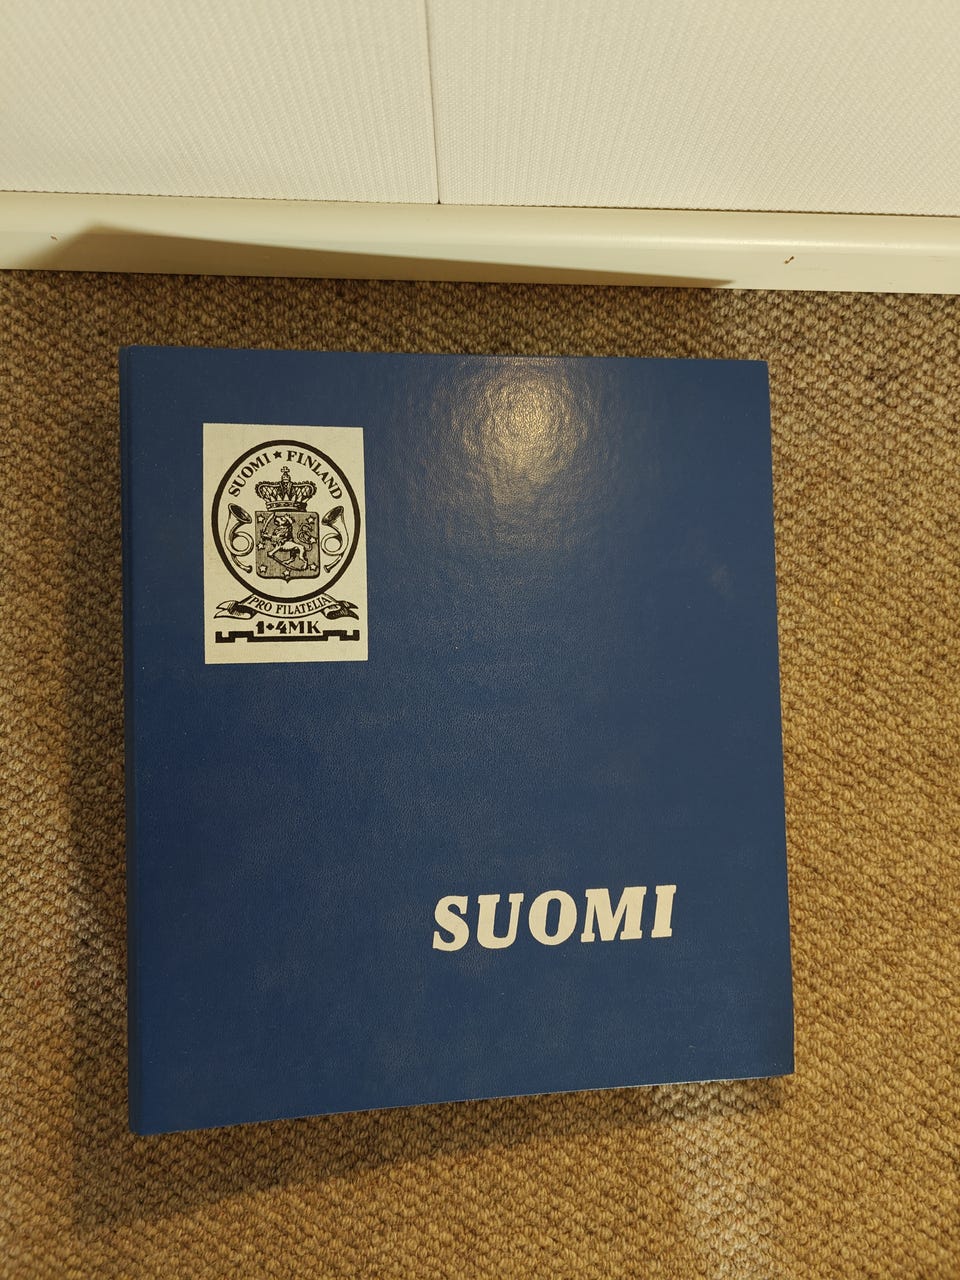 SUOMI ★ FINLAND
PRO FILATELIA
1+4MK
SUOMI